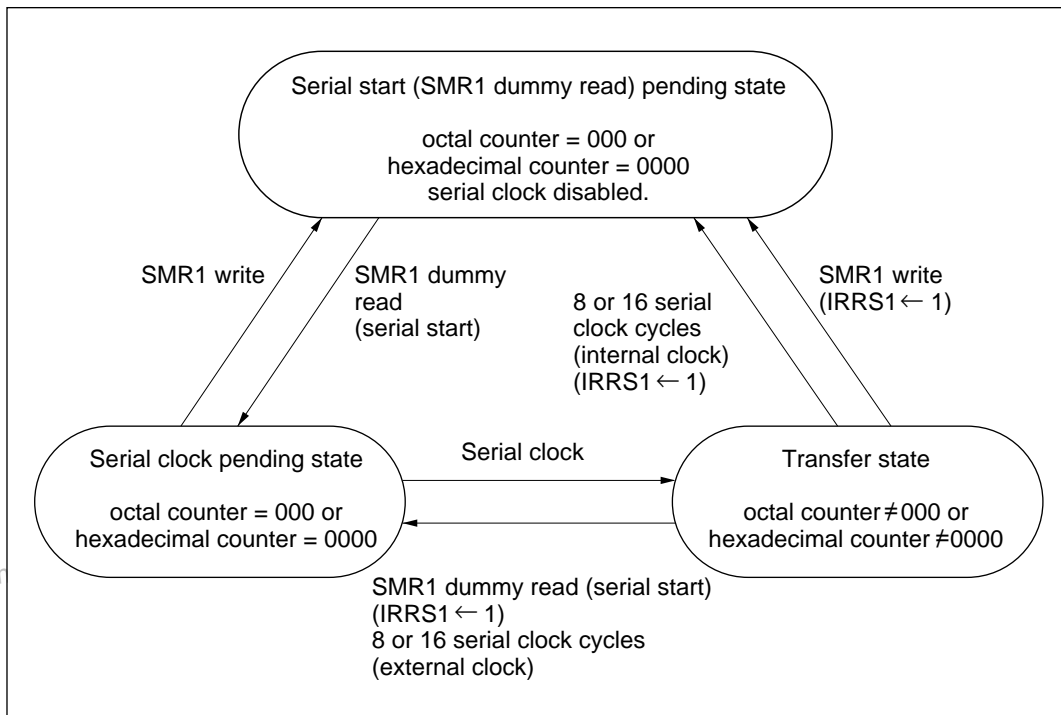 Serial start (SMR1 dummy read) pending state
octal counter = 000 or
hexadecimal counter = 0000
serial clock disabled.
SMR1 write
SMR1 dummy
read
(serial start)
8 or 16 serial
clock cycles
(internal clock)
(IRRS1 ← 1)
SMR1 write
(IRRS1 ← 1)
Serial clock pending state
octal counter = 000 or
hexadecimal counter = 0000
Serial clock
Transfer state
octal counter ≠ 000 or
hexadecimal counter ≠ 0000
SMR1 dummy read (serial start)
(IRRS1 ← 1)
8 or 16 serial clock cycles
(external clock)